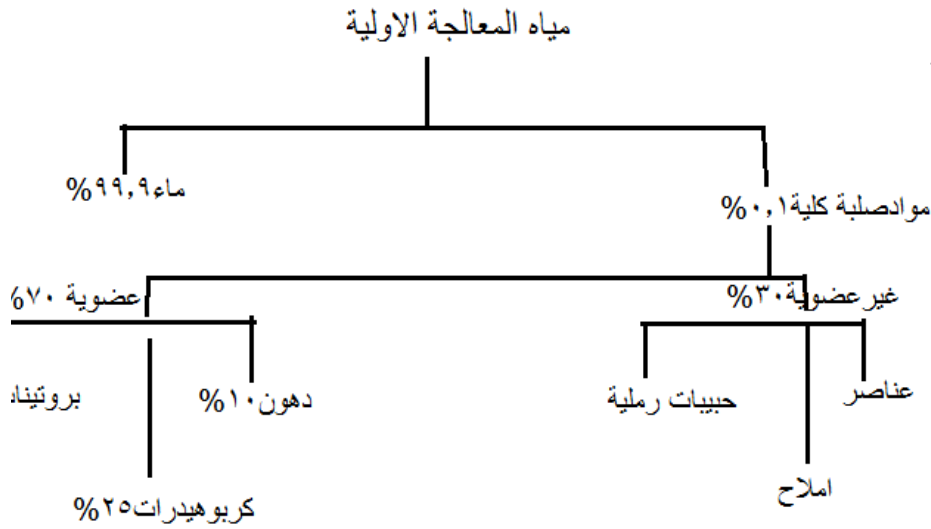 مياه المعالجة الاولية
ماء٩٩,٩%
موادصلبة كلية٠,١%
غيرعضوية٣٠%
عضوية ٧٠%
عناصر
املاح
حبيبات رملية
دهون١٠%
كربوهيدرات٢٥%